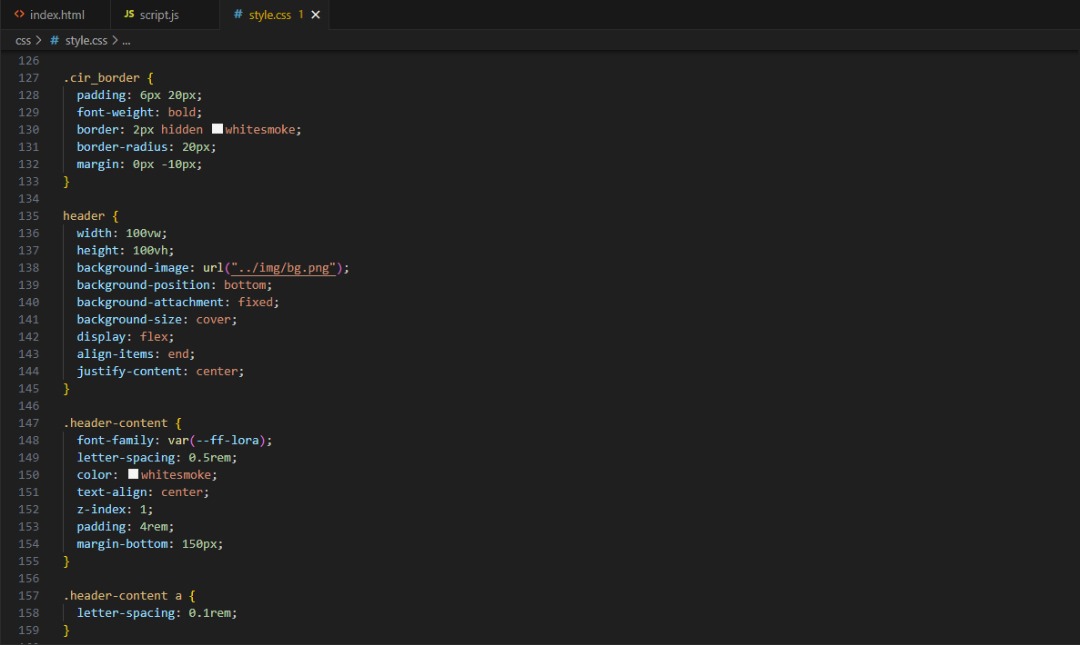 <> index.html JS script.js # style.css 1 ×
css > # style.css > ...
126
127 .cir_border {
128 padding: 6px 20px;
129 font-weight: bold;
130 border: 2px hidden whitesmoke;
131 border-radius: 20px;
132 margin: 0px -10px;
133 }
134
135 header {
136 width: 100vw;
137 height: 100vh;
138 background-image: url("../img/bg.png");
139 background-position: bottom;
140 background-attachment: fixed;
141 background-size: cover;
142 display: flex;
143 align-items: end;
144 justify-content: center;
145 }
146
147 .header-content {
148 font-family: var(--ff-lora);
149 letter-spacing: 0.5rem;
150 color: whitesmoke;
151 text-align: center;
152 z-index: 1;
153 padding: 4rem;
154 margin-bottom: 150px;
155 }
156
157 .header-content a {
158 letter-spacing: 0.1rem;
159 }